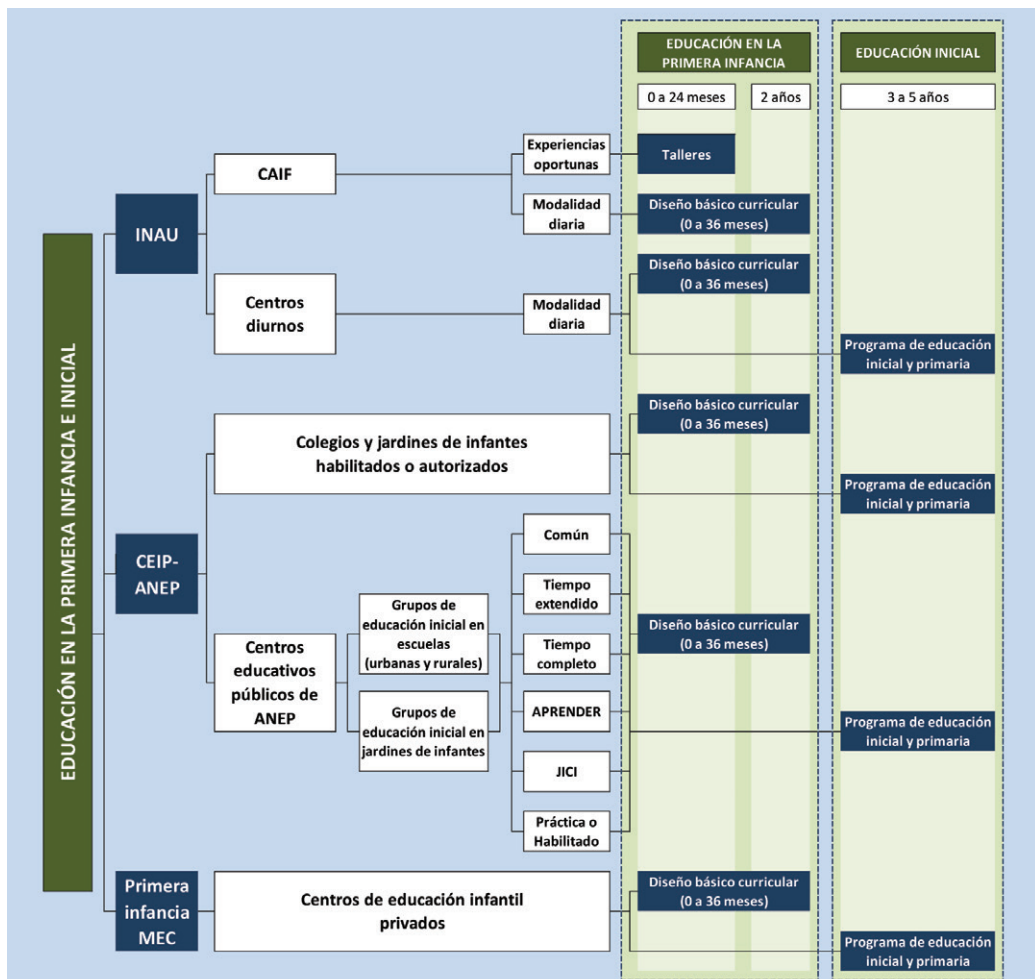 EDUCACIÓN EN LA
PRIMERA INFANCIA
EDUCACIÓN INICIAL
0 a 24 meses
2 años
3 a 5 años
EDUCACIÓN EN LA PRIMERA INFANCIA E INICIAL
INAU
CAIF
Experiencias
oportunas
Talleres
Modalidad
diaria
Diseño básico curricular
(0 a 36 meses)
Centros
diurnos
Modalidad
diaria
Diseño básico curricular
(0 a 36 meses)
Programa de educación
inicial y primaria
CEIP-
ANEP
Colegios y jardines de infantes
habilitados o autorizados
Diseño básico curricular
(0 a 36 meses)
Programa de educación
inicial y primaria
Centros
educativos
públicos de
ANEP
Grupos de
educación inicial en
escuelas
(urbanas y rurales)
Grupos de
educación inicial en
jardines de infantes
Común
Tiempo
extendido
Tiempo
completo
APRENDER
JICI
Práctica o
Habilitado
Diseño básico curricular
(0 a 36 meses)
Programa de educación
inicial y primaria
Primera
infancia
MEC
Centros de educación infantil
privados
Diseño básico curricular
(0 a 36 meses)
Programa de educación
inicial y primaria